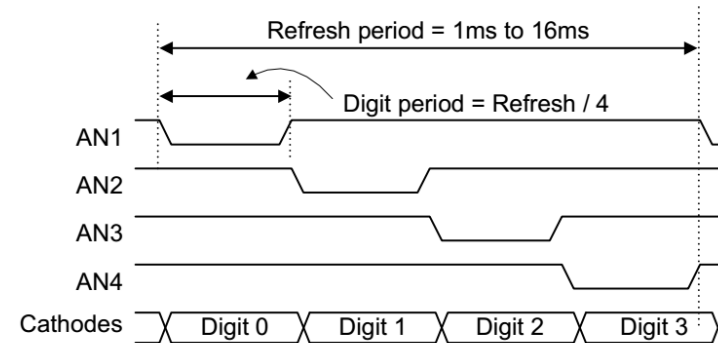 Refresh period = 1ms to 16ms
Digit period = Refresh / 4
AN1
AN2
AN3
AN4
Cathodes Digit 0 Digit 1 Digit 2 Digit 3